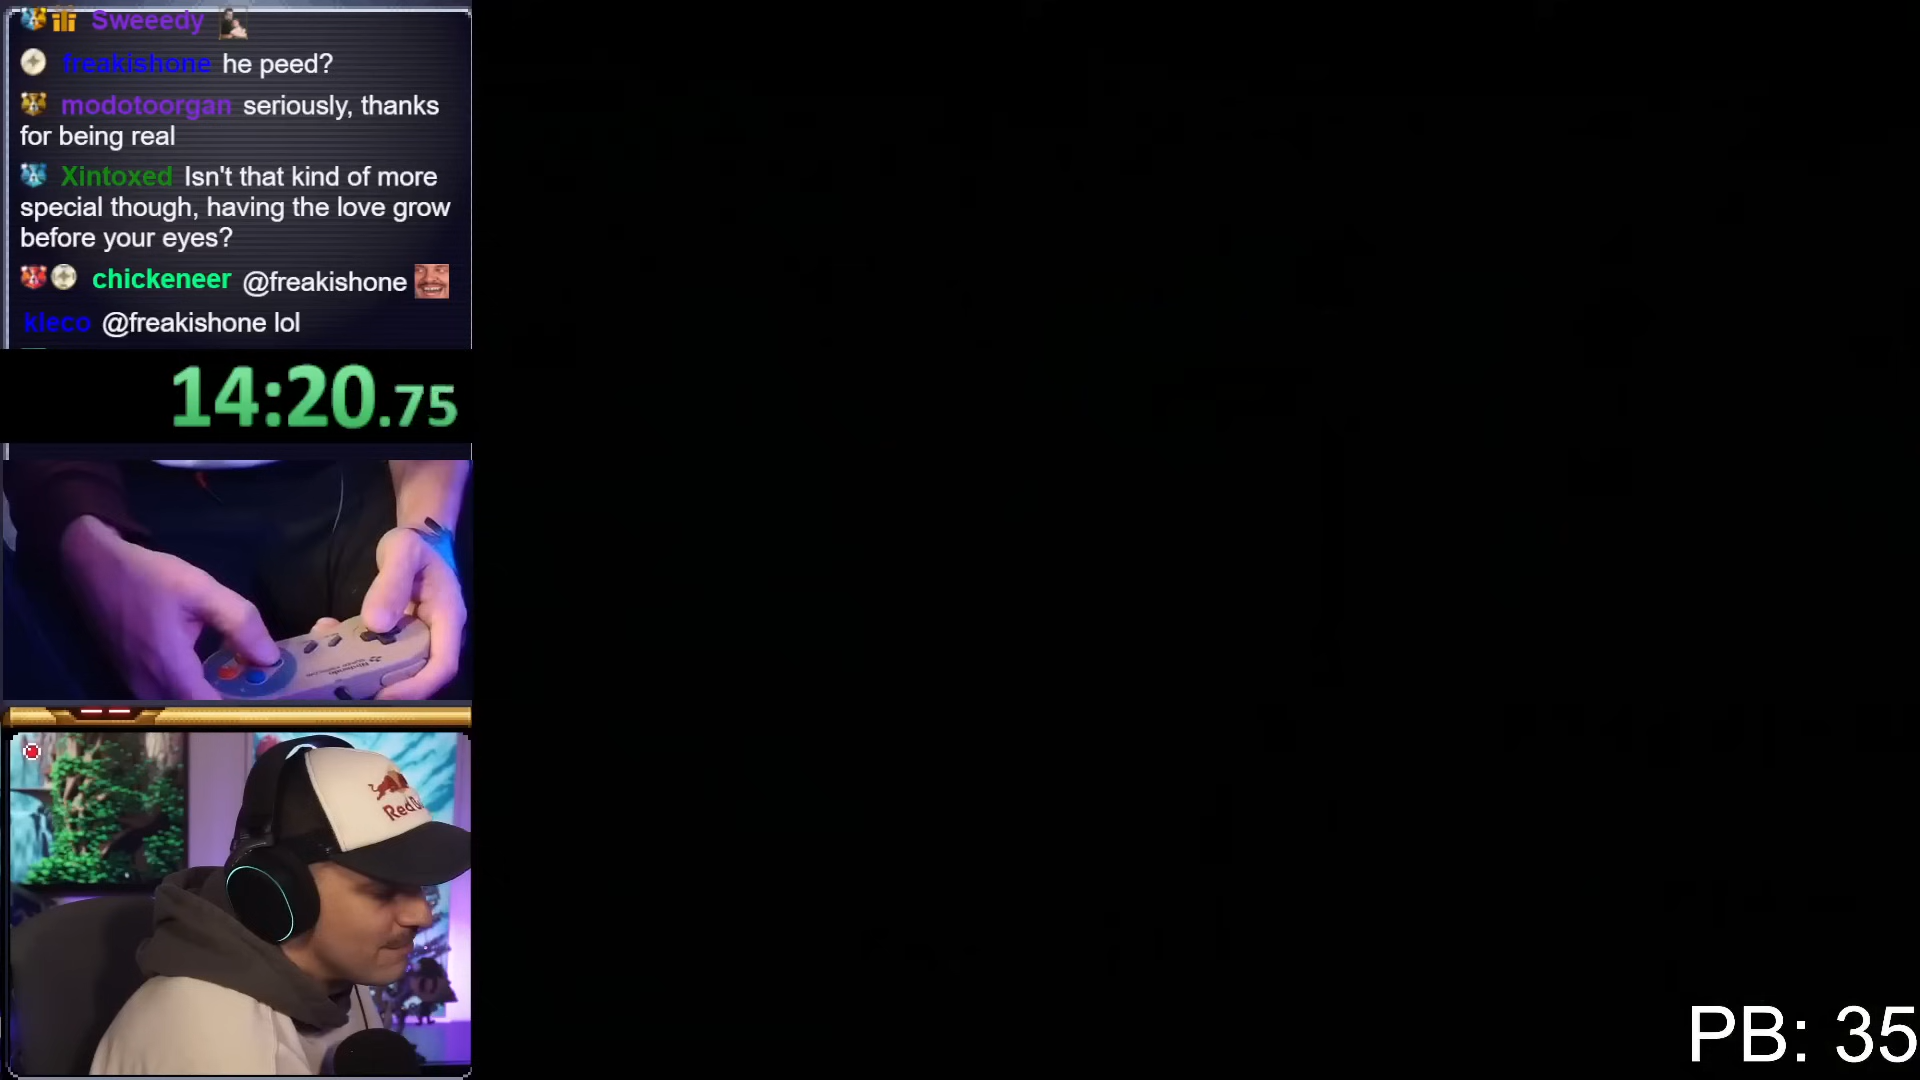 Sweeedy
freakishone he peed?
modotoorgan seriously, thanks
for being real
Xintoxed Isn't that kind of more
special though, having the love grow
before your eyes?
chickeneer @freakishone
kleco @freakishone lol
14:20.75
Red
PB: 35